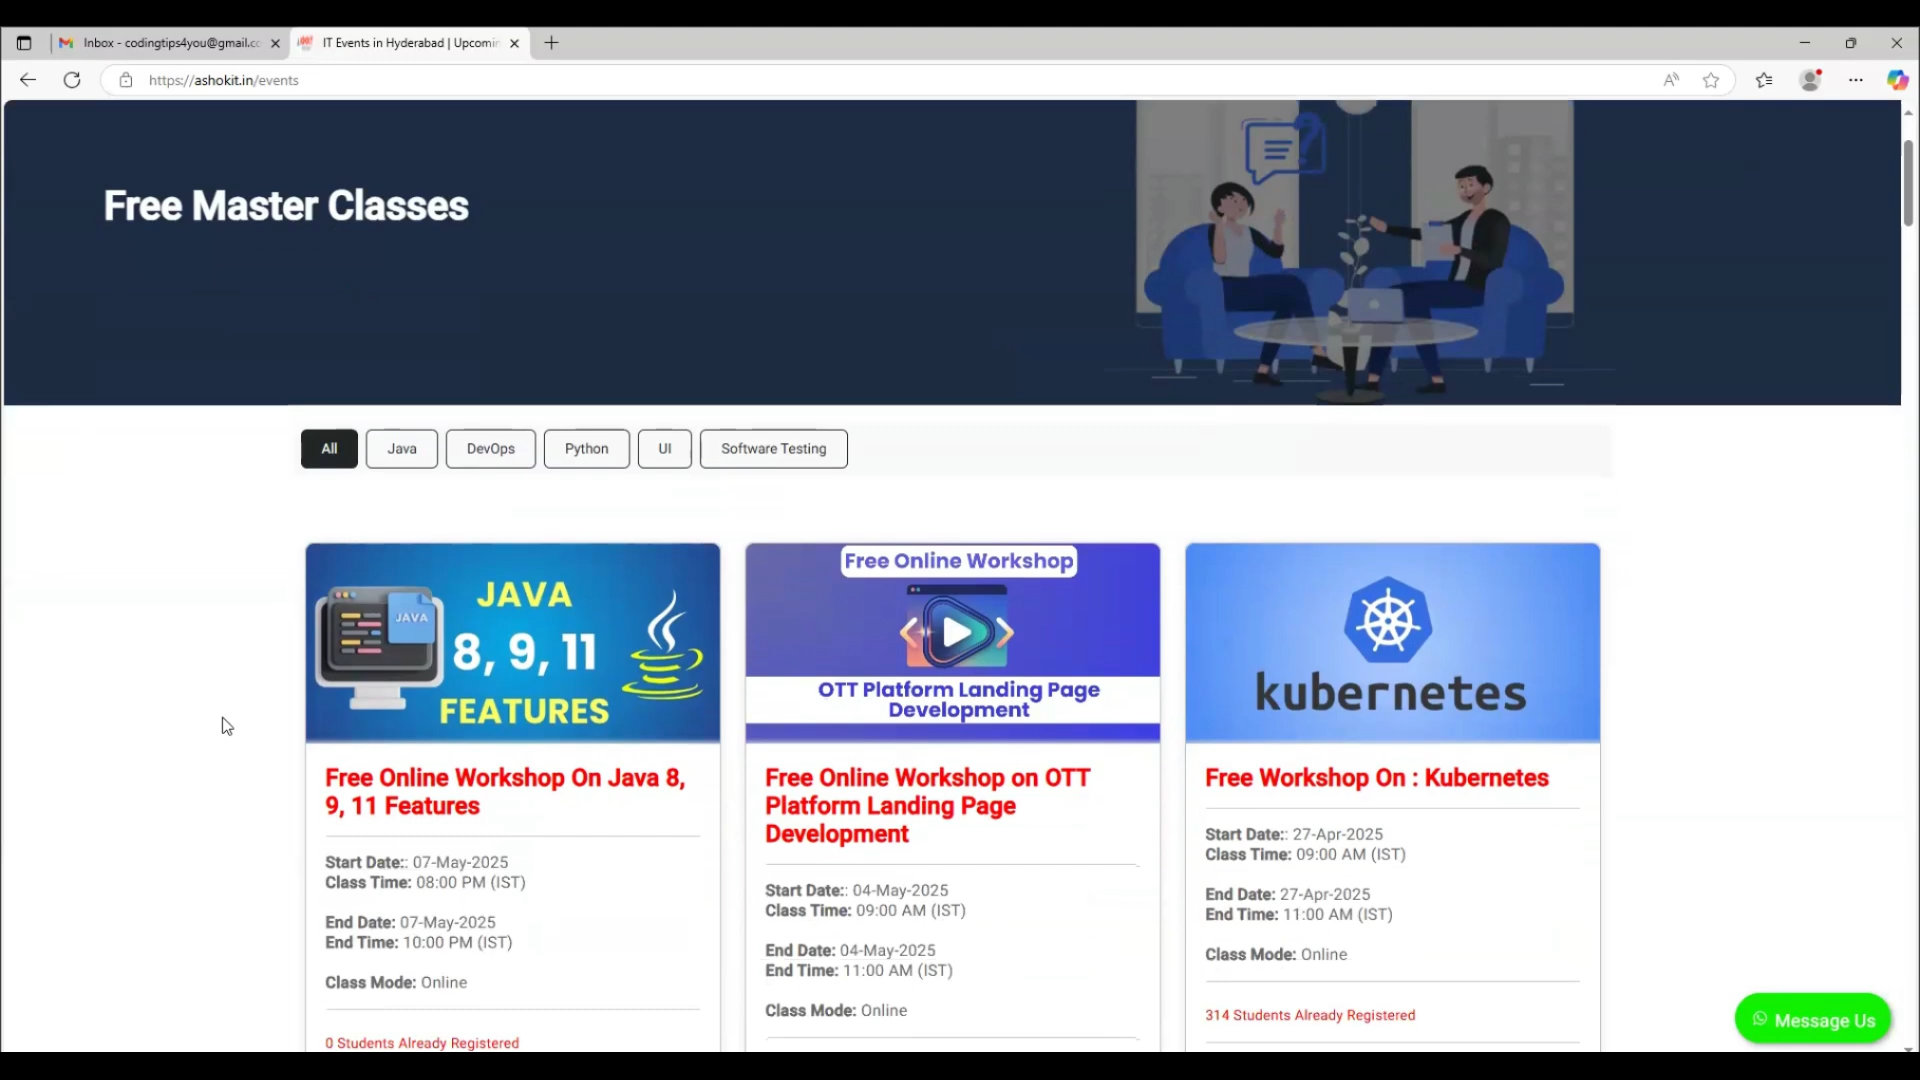 Inbox - codingtips4you@gmail.cc
IT Events in Hyderabad | Upcomin
https://ashokit.in/events
Free Master Classes
All
Java
DevOps
Python
UI
Software Testing
JAVA
JAVA
8, 9, 11
FEATURES
Free Online Workshop
OTT Platform Landing Page
Development
kubernetes
Free Online Workshop On Java 8,
9, 11 Features
Start Date:: 07-May-2025
Class Time: 08:00 PM (IST)
End Date: 07-May-2025
End Time: 10:00 PM (IST)
Class Mode: Online
0 Students Already Registered
Free Online Workshop on OTT
Platform Landing Page
Development
Start Date:: 04-May-2025
Class Time: 09:00 AM (IST)
End Date: 04-May-2025
End Time: 11:00 AM (IST)
Class Mode: Online
Free Workshop On : Kubernetes
Start Date:: 27-Apr-2025
Class Time: 09:00 AM (IST)
End Date: 27-Apr-2025
End Time: 11:00 AM (IST)
Class Mode: Online
314 Students Already Registered
Message Us